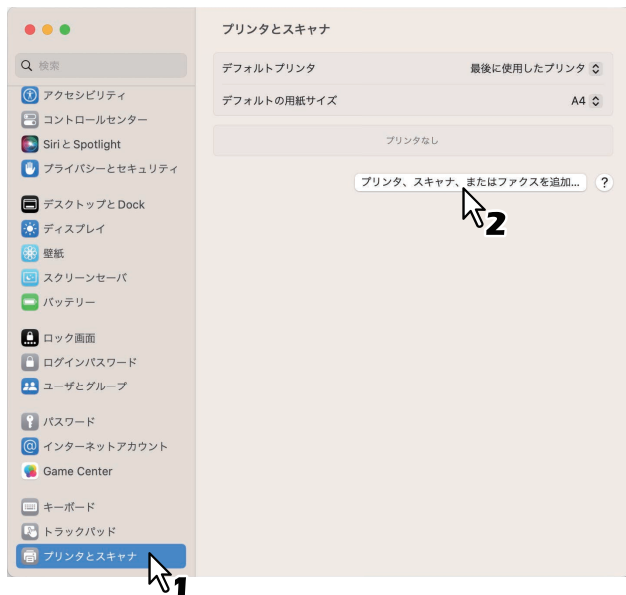 プリンタとスキャナ
検索
アクセシビリティ
コントロールセンター
Siri と Spotlight
プライバシーとセキュリティ
デスクトップと Dock
ディスプレイ
壁紙
スクリーンセーバ
バッテリー
ロック画面
ログインパスワード
ユーザとグループ
パスワード
インターネットアカウント
Game Center
キーボード
トラックパッド
プリンタとスキャナ
1
デフォルトプリンタ 最後に使用したプリンタ
デフォルトの用紙サイズ A4
プリンタなし
プリンタ、スキャナ、またはファクスを追加... ?
2